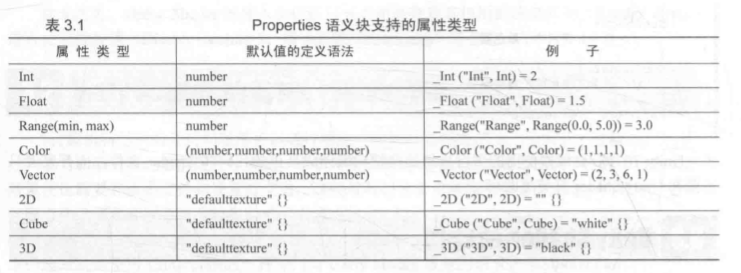 表 3.1 Properties 语义块支持的属性类型
属 性 类 型 默认值的定义语法 例 子
Int number _Int ("Int", Int) = 2
Float number _Float ("Float", Float) = 1.5
Range(min, max) number _Range("Range", Range(0.0, 5.0)) = 3.0
Color (number,number,number,number) _Color ("Color", Color) = (1,1,1,1)
Vector (number,number,number,number) _Vector ("Vector", Vector) = (2, 3, 6, 1)
2D "defaulttexture" {} _2D ("2D", 2D) = "" {}
Cube "defaulttexture" {} _Cube ("Cube", Cube) = "white" {}
3D "defaulttexture" {} _3D ("3D", 3D) = "black" {}